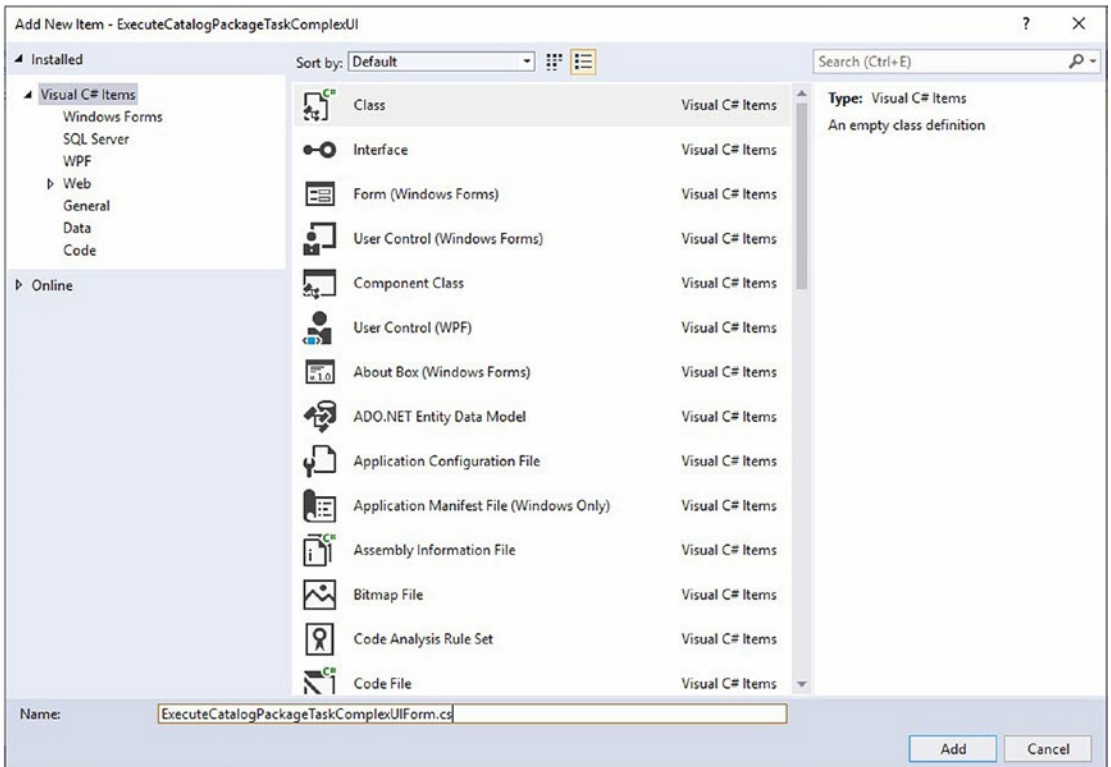 Add New Item - ExecuteCatalogPackageTaskComplexUI
? ×
Installed
Sort by: Default
Search (Ctrl+E)
Visual C# Items
Windows Forms
SQL Server
WPF
Web
General
Data
Code
Online
Class Visual C# Items
Interface Visual C# Items
Form (Windows Forms) Visual C# Items
User Control (Windows Forms) Visual C# Items
Component Class Visual C# Items
User Control (WPF) Visual C# Items
About Box (Windows Forms) Visual C# Items
ADO.NET Entity Data Model Visual C# Items
Application Configuration File Visual C# Items
Application Manifest File (Windows Only) Visual C# Items
Assembly Information File Visual C# Items
Bitmap File Visual C# Items
Code Analysis Rule Set Visual C# Items
Code File Visual C# Items
Type: Visual C# Items
An empty class definition
Name: ExecuteCatalogPackageTaskComplexUIForm.cs
Add Cancel